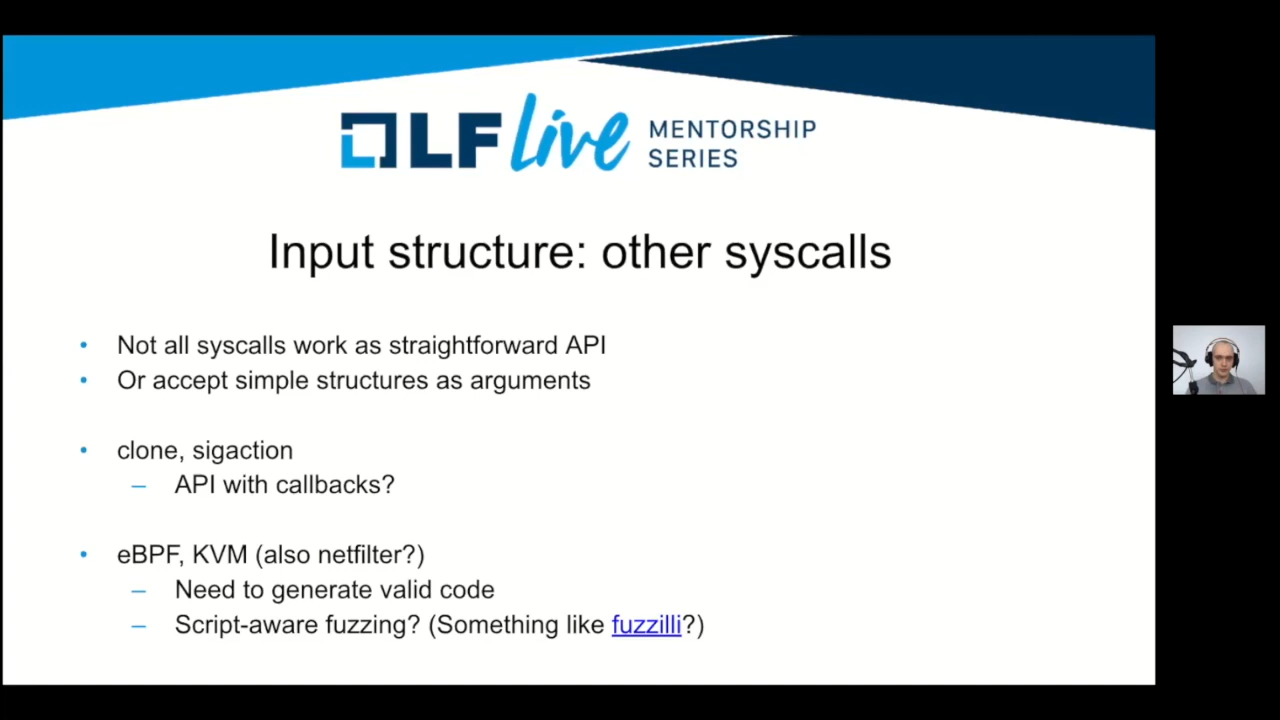 LF Live MENTORSHIP
SERIES
Input structure: other syscalls
• Not all syscalls work as straightforward API
• Or accept simple structures as arguments
• clone, sigaction
– API with callbacks?
• eBPF, KVM (also netfilter?)
– Need to generate valid code
– Script-aware fuzzing? (Something like fuzzilli?)